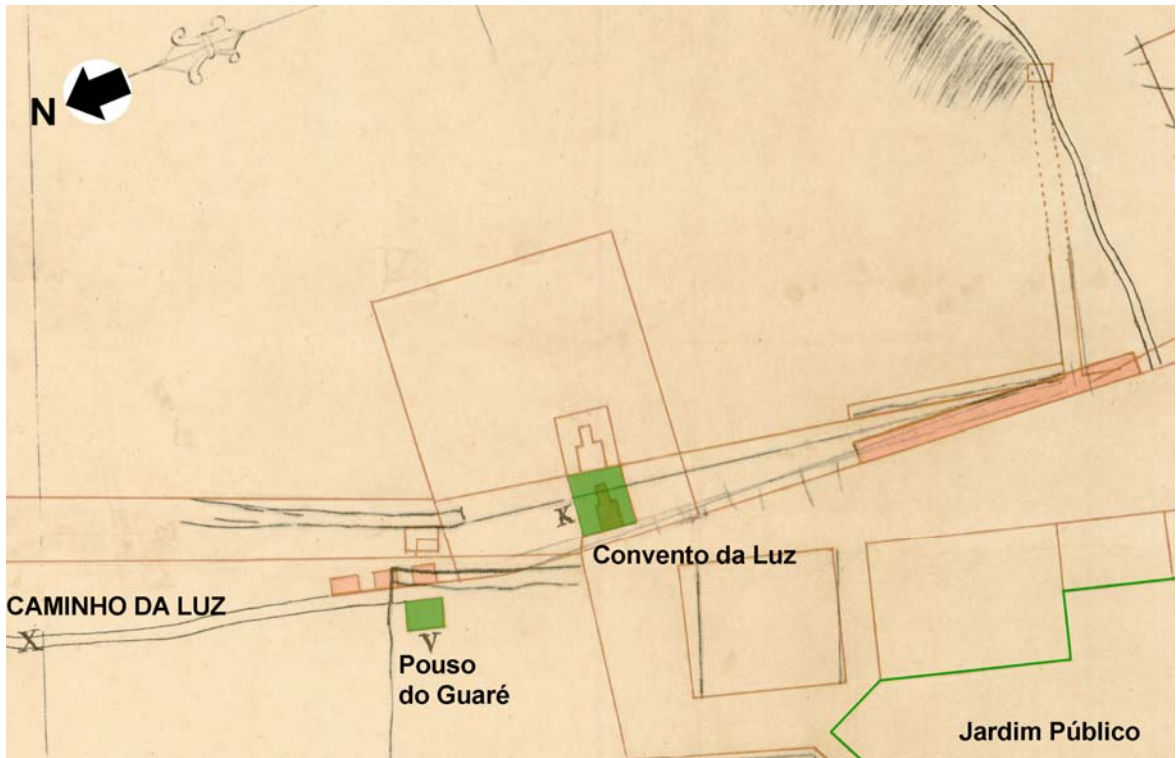 N
K
Convento da Luz
CAMINHO DA LUZ
X
V
Pouso
do Guaré
Jardim Público